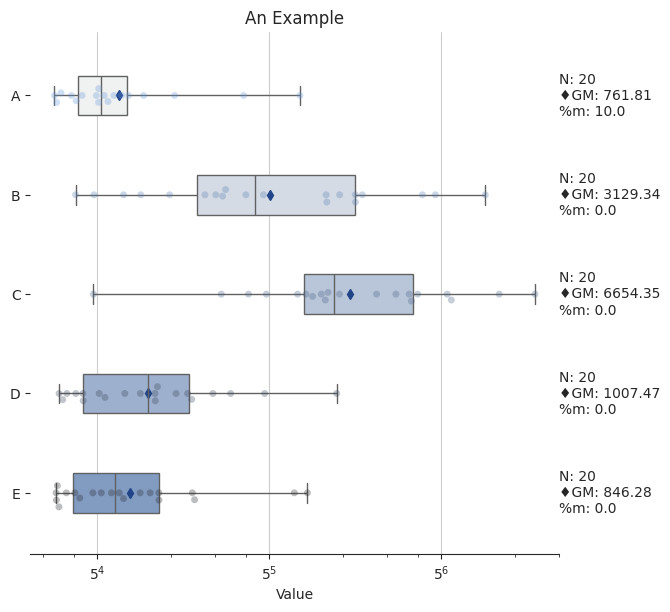 An Example
A
N: 20
♦GM: 761.81
%m: 10.0
B
N: 20
♦GM: 3129.34
%m: 0.0
C
N: 20
♦GM: 6654.35
%m: 0.0
D
N: 20
♦GM: 1007.47
%m: 0.0
E
N: 20
♦GM: 846.28
%m: 0.0
5⁴ 5⁵ 5⁶
Value